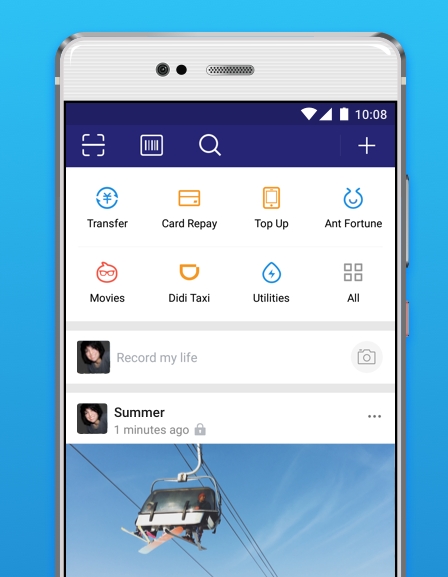 10:08
Transfer
Card Repay
Top Up
Ant Fortune
Movies
Didi Taxi
Utilities
All
Record my life
Summer
1 minutes ago